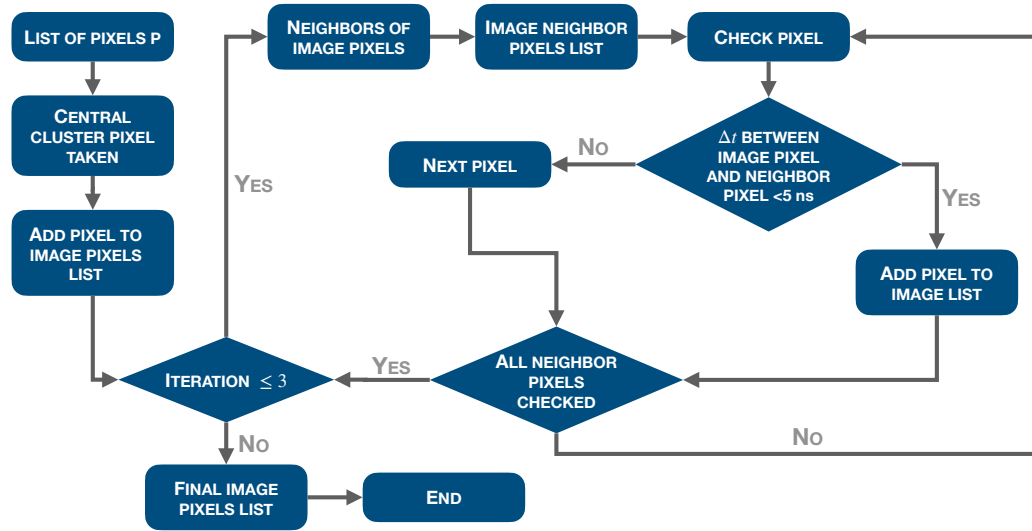 LIST OF PIXELS P
CENTRAL
CLUSTER PIXEL
TAKEN
ADD PIXEL TO
IMAGE PIXELS
LIST
ITERATION ≤ 3
YES
NEIGHBORS OF
IMAGE PIXELS
IMAGE NEIGHBOR
PIXELS LIST
CHECK PIXEL
Δt BETWEEN
IMAGE PIXEL
AND NEIGHBOR
PIXEL <5 ns
NO
NEXT PIXEL
YES
ADD PIXEL TO
IMAGE LIST
ALL NEIGHBOR
PIXELS
CHECKED
YES
NO
NO
FINAL IMAGE
PIXELS LIST
END